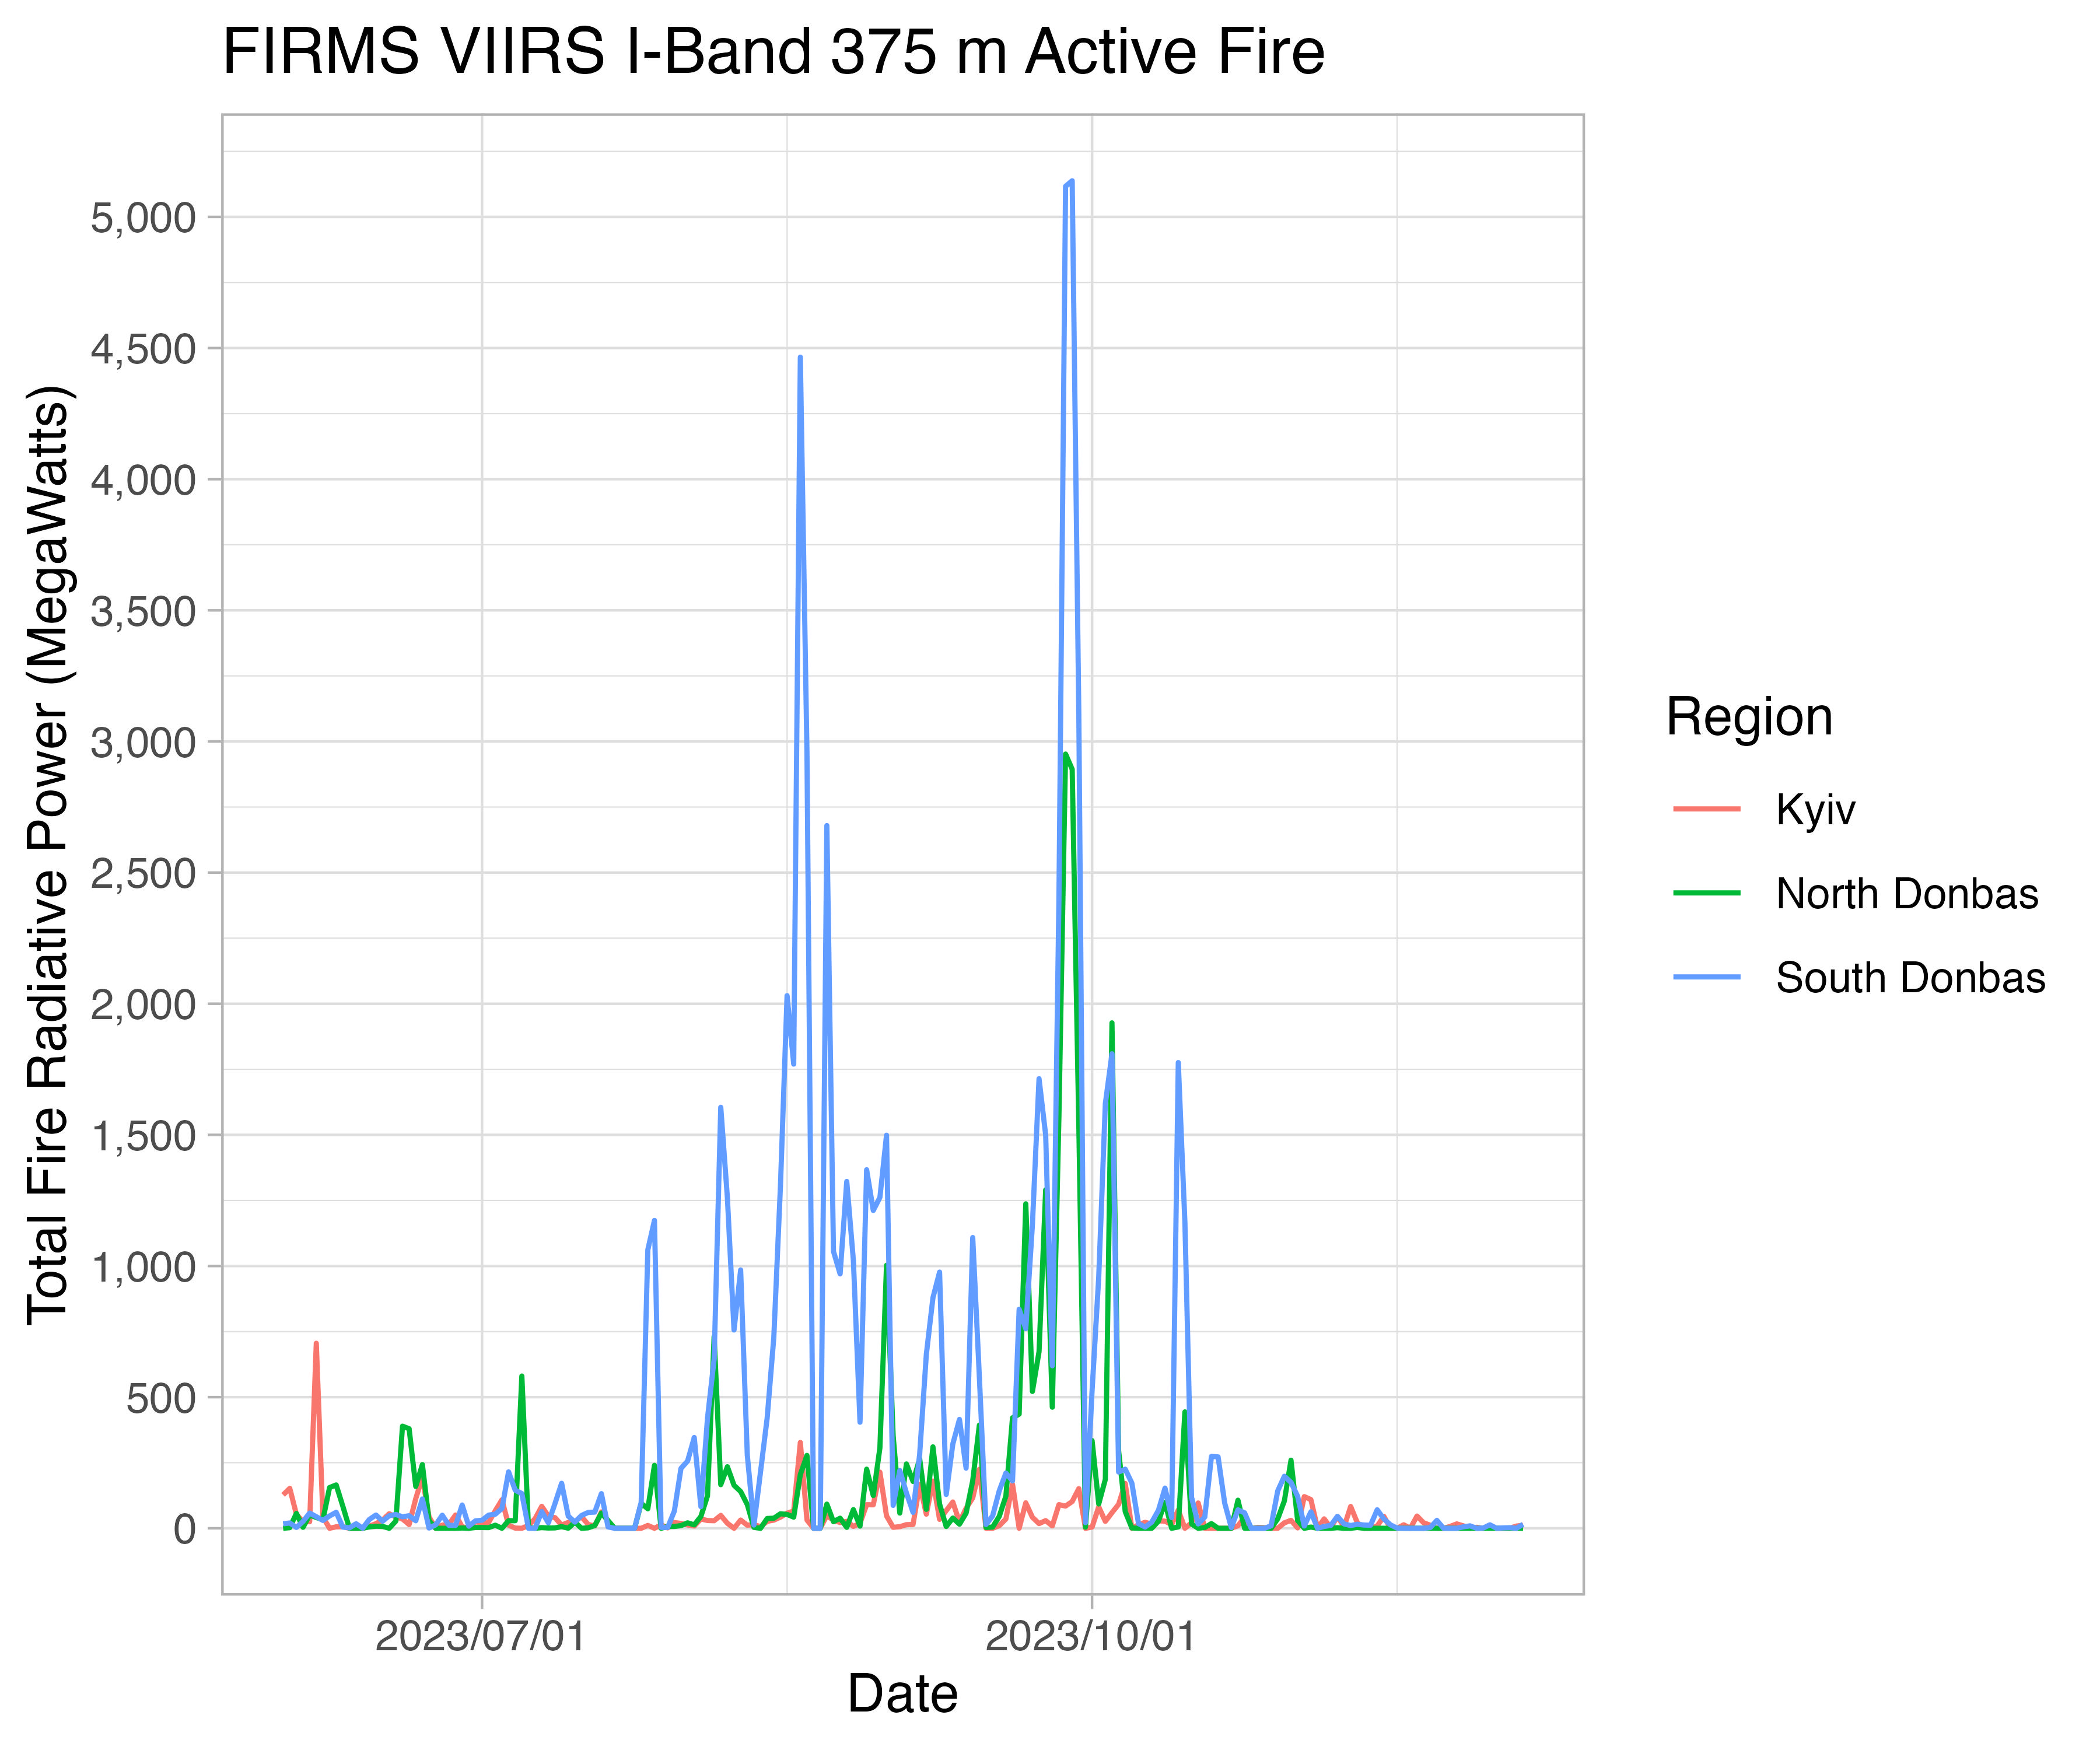 FIRMS VIIRS I-Band 375 m Active Fire
Total Fire Radiative Power (MegaWatts)
5,000
4,500
4,000
3,500
3,000
2,500
2,000
1,500
1,000
500
0
2023/07/01
2023/10/01
Date
Region
Kyiv
North Donbas
South Donbas